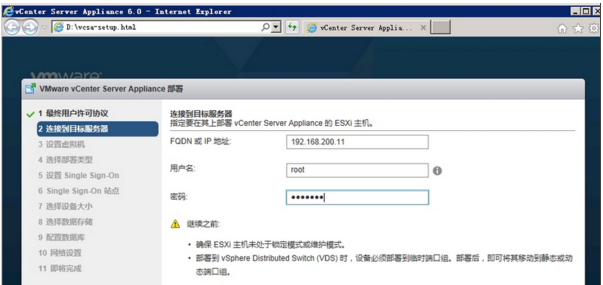 vCenter Server Appliance 6.0 - Internet Explorer
D:\vcsa-setup.html
vCenter Server Applia...
vmware
VMware vCenter Server Appliance 部署
1 最终用户许可协议
2 连接到目标服务器
3 设置虚拟机
4 选择部署类型
5 设置 Single Sign-On
6 Single Sign-On 站点
7 选择设备大小
8 选择数据存储
9 配置数据库
10 网络设置
11 即将完成
连接到目标服务器
指定要在其上部署 vCenter Server Appliance 的 ESXi 主机。
FQDN 或 IP 地址:
192.168.200.11
用户名:
root
密码:
•••••••
继续之前:
• 确保 ESXi 主机未处于锁定模式或维护模式。
• 部署到 vSphere Distributed Switch (VDS) 时，设备必须部署到临时端口组。部署后，即可将其移动到静态或动
态端口组。